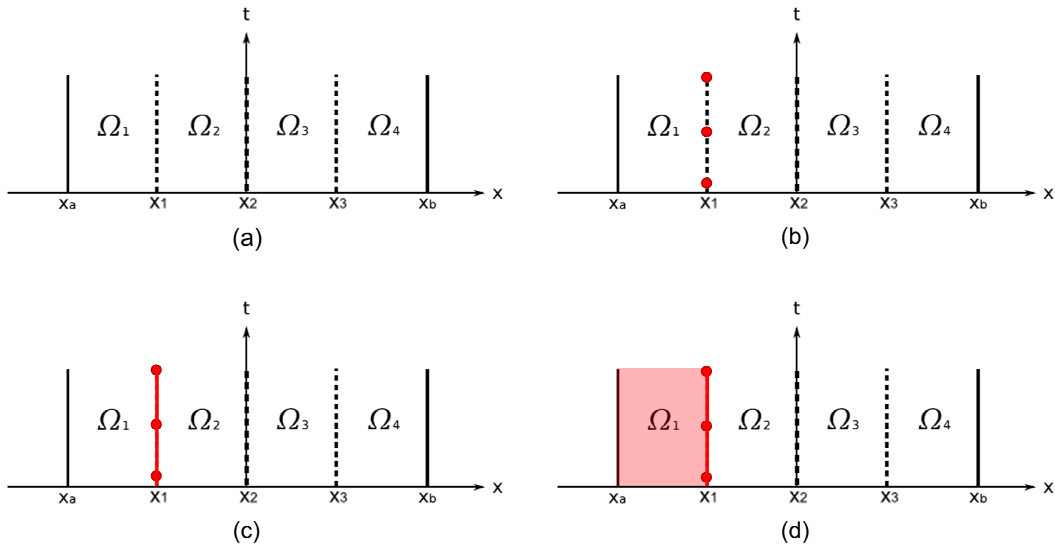 t t
Ω1 Ω2 Ω3 Ω4 Ω1 Ω2 Ω3 Ω4
xa x1 x2 x3 xb x xa x1 x2 x3 xb x
(a) (b)
t t
Ω1 Ω2 Ω3 Ω4 Ω1 Ω2 Ω3 Ω4
xa x1 x2 x3 xb x xa x1 x2 x3 xb x
(c) (d)